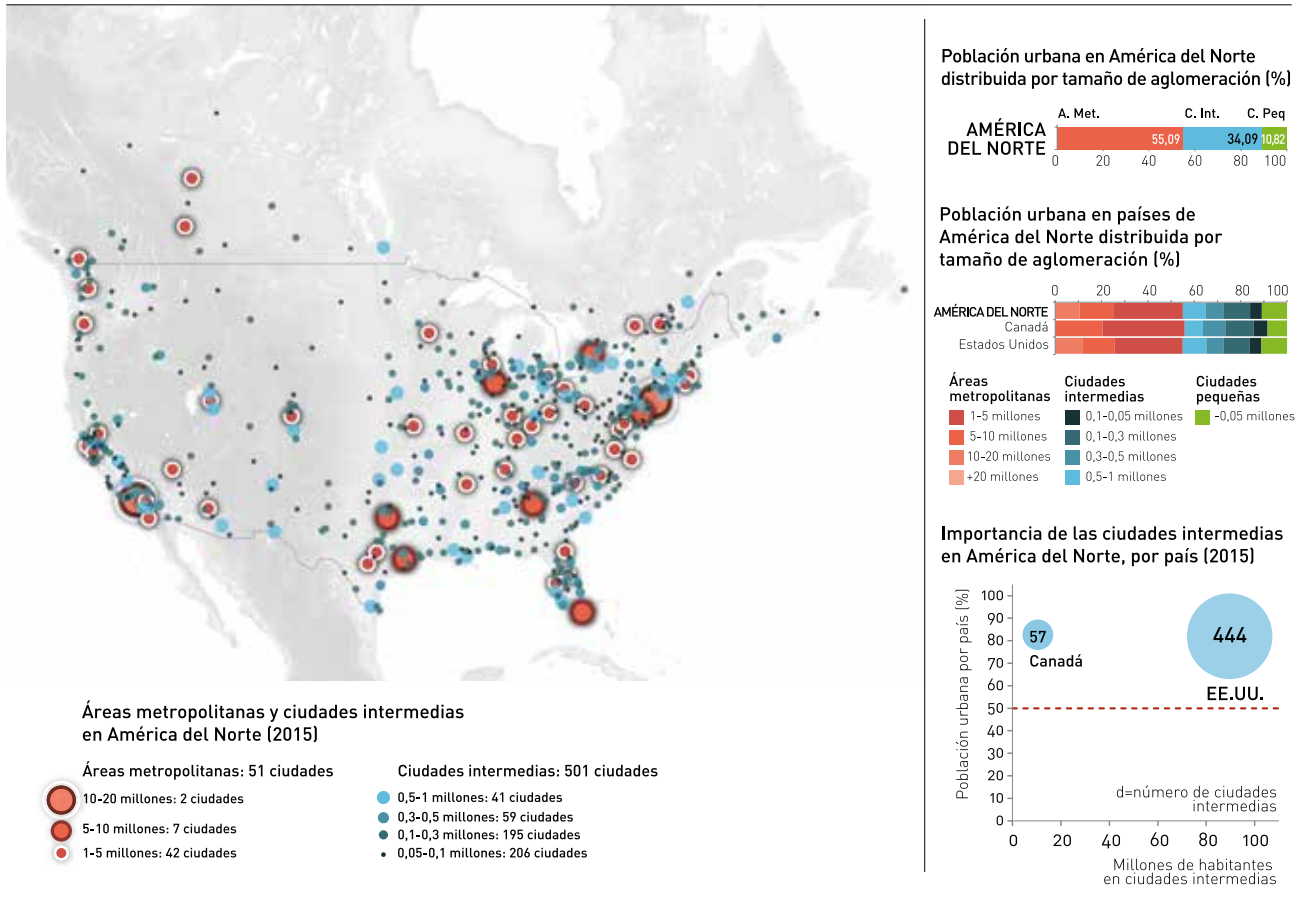 Población urbana en América del Norte
distribuida por tamaño de aglomeración (%)
A. Met. C. Int. C. Peq
AMÉRICA
DEL NORTE
55,09 34,09 10,82
0 20 40 60 80 100
Población urbana en países de
América del Norte distribuida por
tamaño de aglomeración (%)
0 20 40 60 80 100
AMÉRICA DEL NORTE
Canadá
Estados Unidos
Áreas
metropolitanas
1-5 millones
5-10 millones
10-20 millones
+20 millones
Ciudades
intermedias
0,1-0,05 millones
0,1-0,3 millones
0,3-0,5 millones
0,5-1 millones
Ciudades
pequeñas
-0,05 millones
Importancia de las ciudades intermedias
en América del Norte, por país (2015)
Población urbana por país (%)
100
90
80
70
60
50
40
30
20
10
0
57
Canadá
444
EE.UU.
d=número de ciudades
intermedias
0 20 40 60 80 100
Millones de habitantes
en ciudades intermedias
Áreas metropolitanas y ciudades intermedias
en América del Norte (2015)
Áreas metropolitanas: 51 ciudades
10-20 millones: 2 ciudades
5-10 millones: 7 ciudades
1-5 millones: 42 ciudades
Ciudades intermedias: 501 ciudades
0,5-1 millones: 41 ciudades
0,3-0,5 millones: 59 ciudades
0,1-0,3 millones: 195 ciudades
0,05-0,1 millones: 206 ciudades